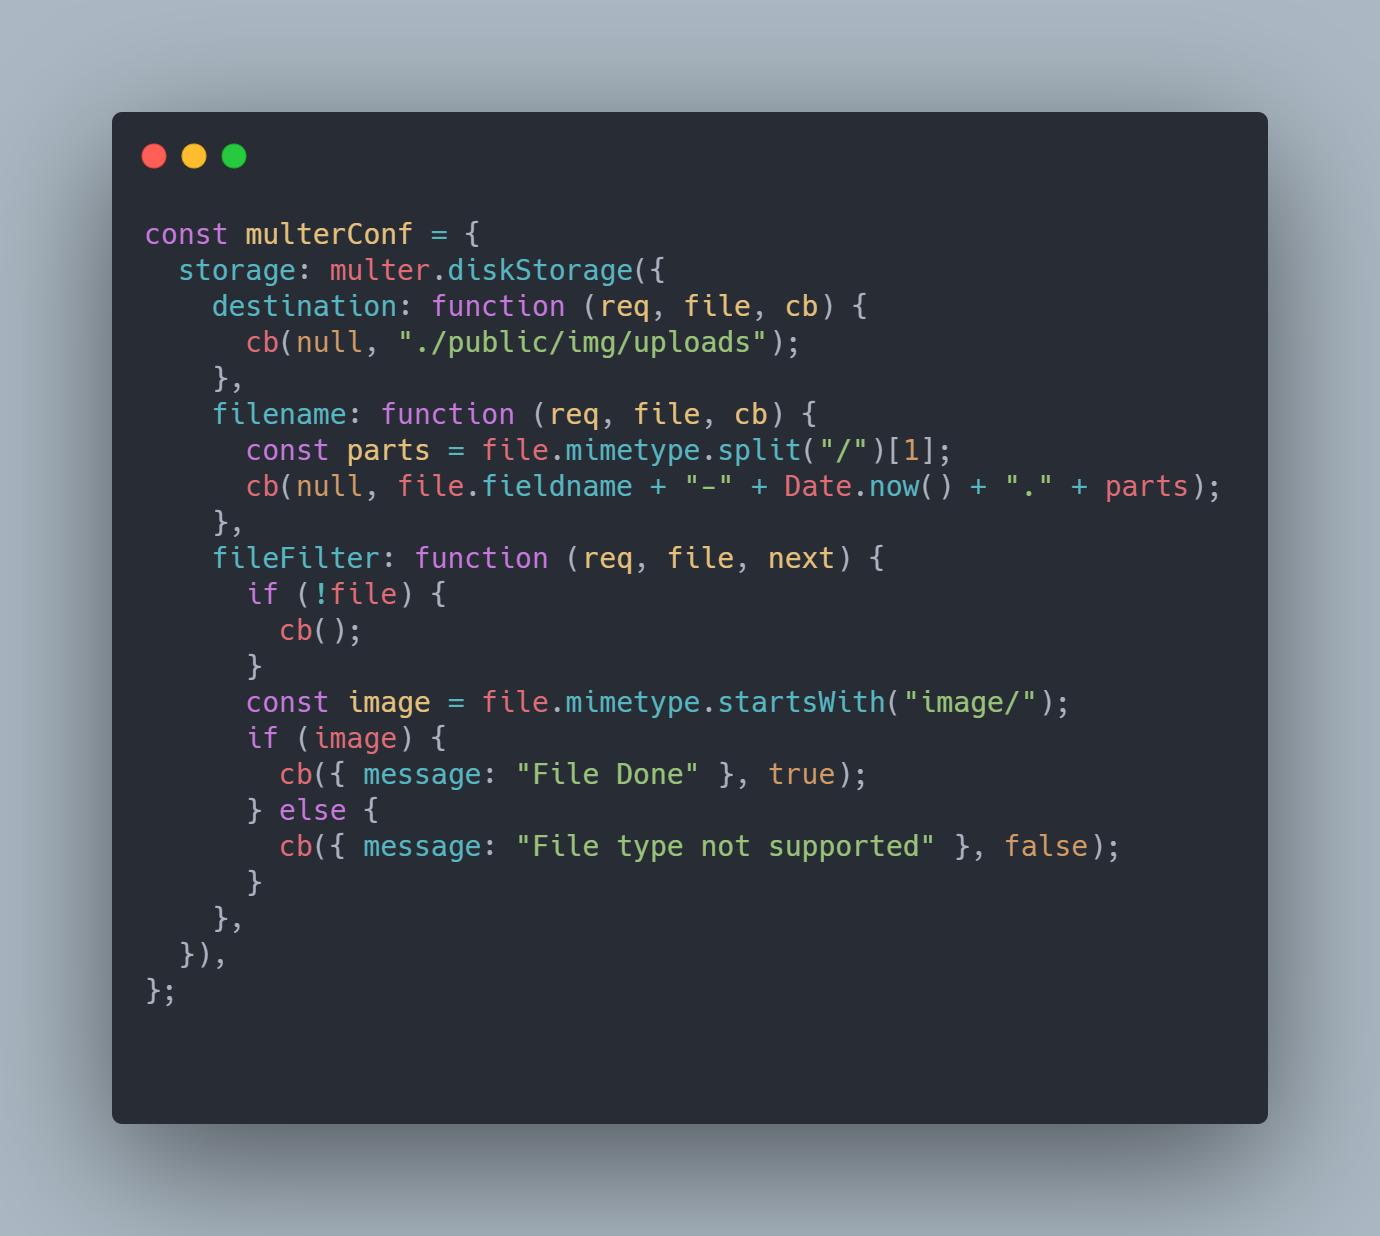 const multerConf = {
  storage: multer.diskStorage({
    destination: function (req, file, cb) {
      cb(null, "./public/img/uploads");
    },
    filename: function (req, file, cb) {
      const parts = file.mimetype.split("/")[1];
      cb(null, file.fieldname + "-" + Date.now() + "." + parts);
    },
    fileFilter: function (req, file, next) {
      if (!file) {
        cb();
      }
      const image = file.mimetype.startsWith("image/");
      if (image) {
        cb({ message: "File Done" }, true);
      } else {
        cb({ message: "File type not supported" }, false);
      }
    },
  }),
};